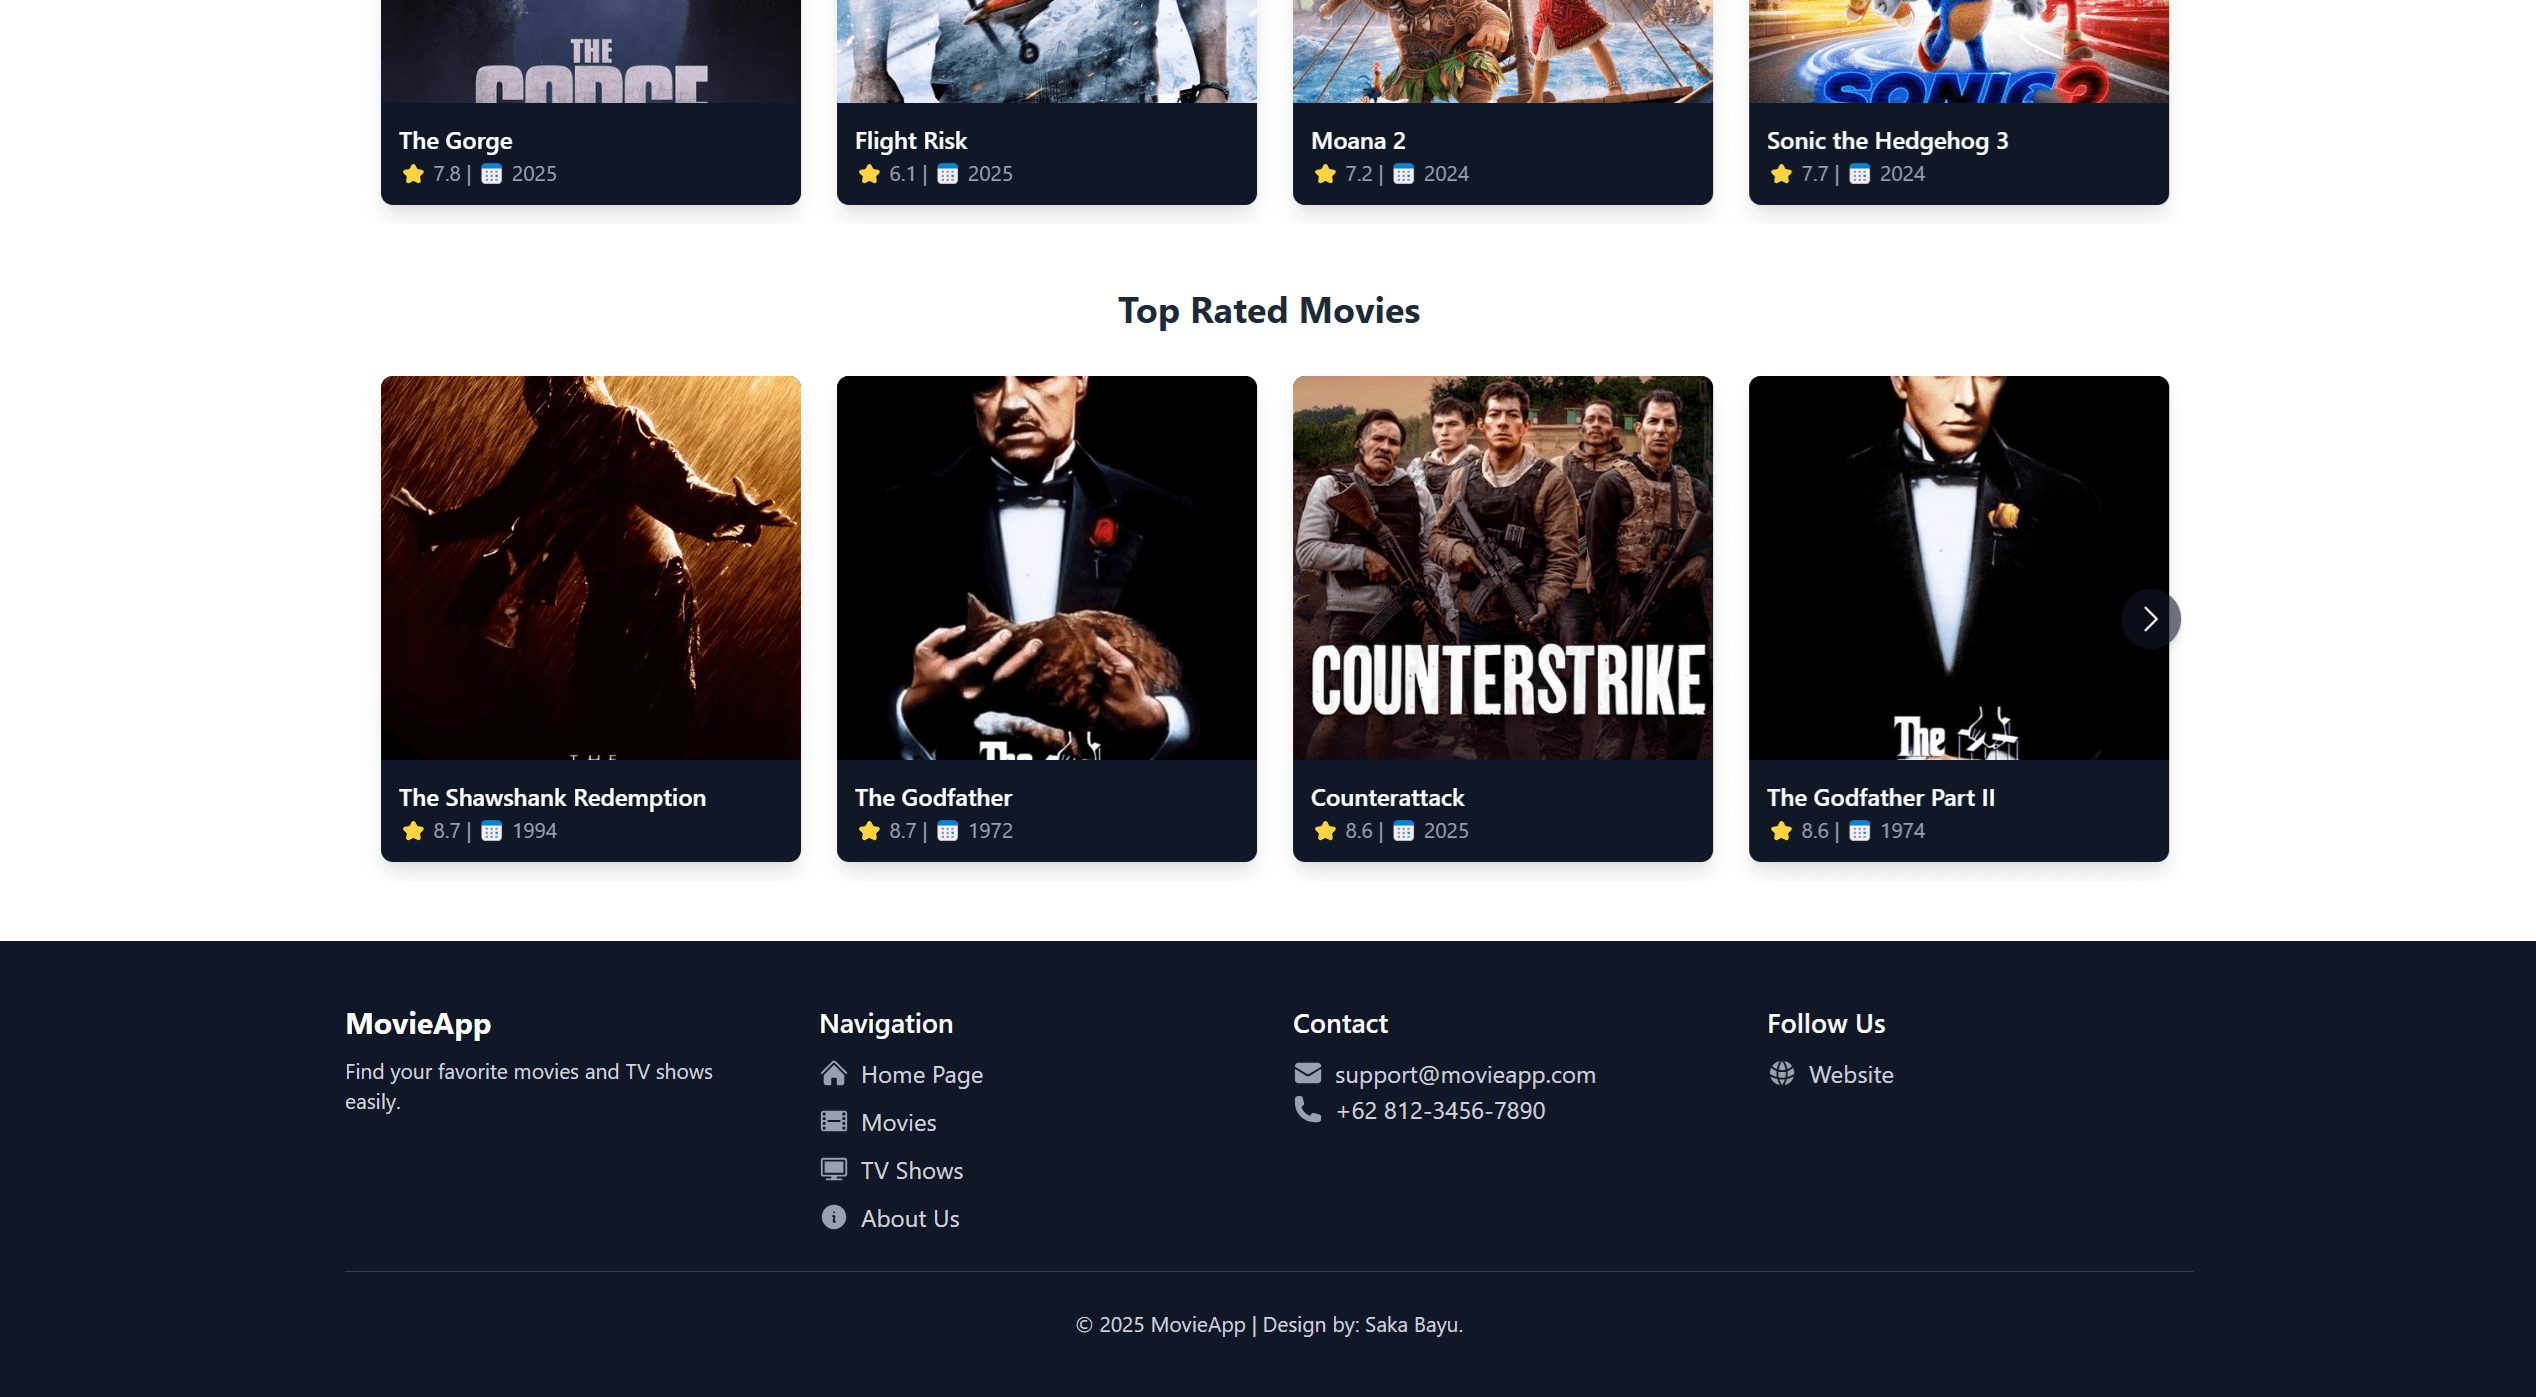 THE
GORGE
SONIC 3
The Gorge
7.8 | 2025
Flight Risk
6.1 | 2025
Moana 2
7.2 | 2024
Sonic the Hedgehog 3
7.7 | 2024
Top Rated Movies
COUNTERSTRIKE
THE
The
The
The Shawshank Redemption
8.7 | 1994
The Godfather
8.7 | 1972
Counterattack
8.6 | 2025
The Godfather Part II
8.6 | 1974
MovieApp
Find your favorite movies and TV shows
easily.
Navigation
Home Page
Movies
TV Shows
About Us
Contact
support@movieapp.com
+62 812-3456-7890
Follow Us
Website
© 2025 MovieApp | Design by: Saka Bayu.